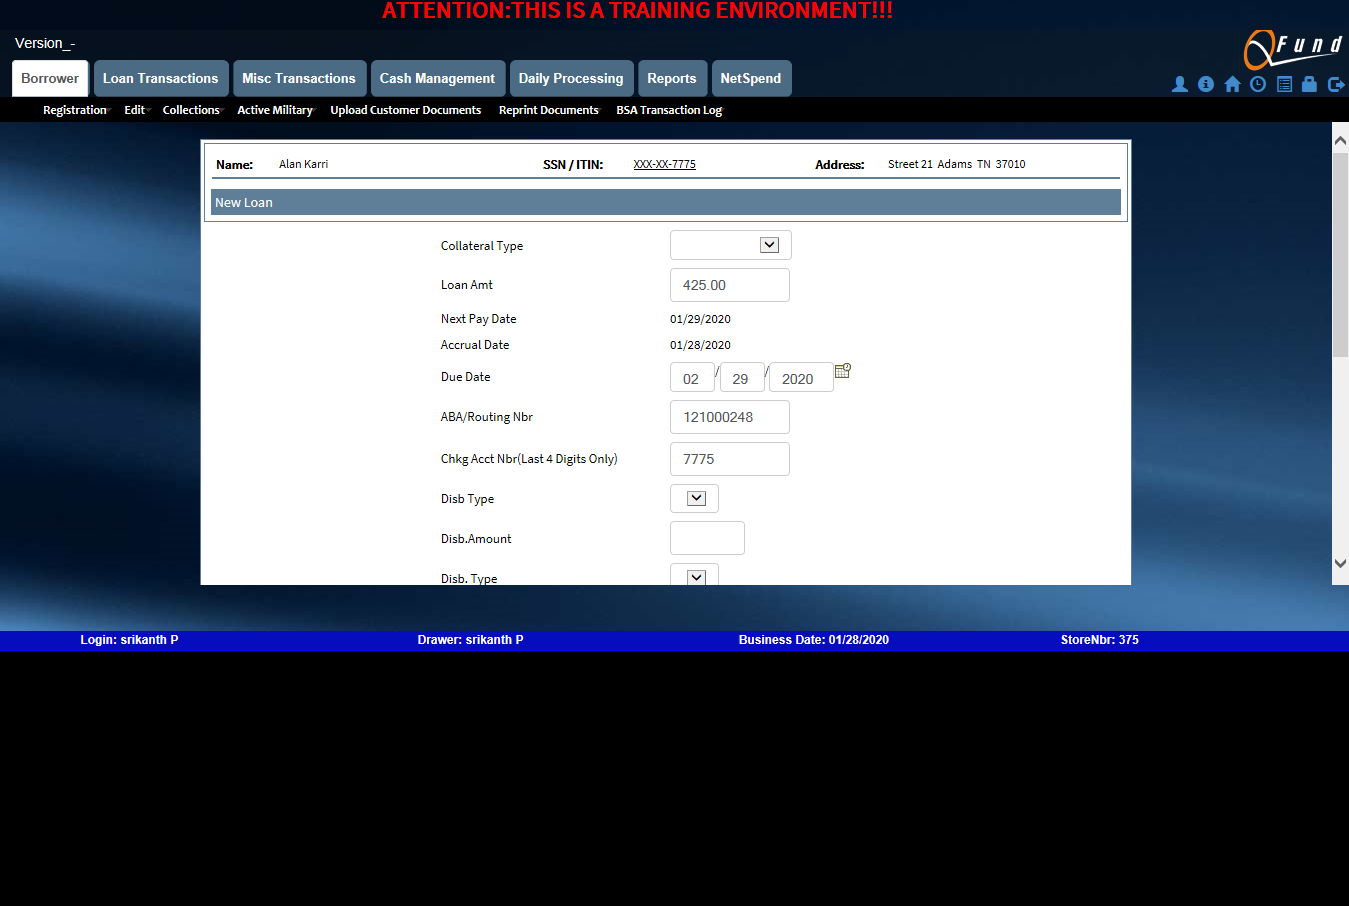 ATTENTION:THIS IS A TRAINING ENVIRONMENT!!!
Version_-
QFund
Borrower Loan Transactions Misc Transactions Cash Management Daily Processing Reports NetSpend
Registration Edit Collections Active Military Upload Customer Documents Reprint Documents BSA Transaction Log
Name: Alan Karri SSN / ITIN: XXX-XX-7775 Address: Street 21 Adams TN 37010
New Loan
Collateral Type
Loan Amt 425.00
Next Pay Date 01/29/2020
Accrual Date 01/28/2020
Due Date 02 / 29 / 2020
ABA/Routing Nbr 121000248
Chkg Acct Nbr(Last 4 Digits Only) 7775
Disb Type
Disb.Amount
Disb. Type
Login: srikanth P Drawer: srikanth P Business Date: 01/28/2020 StoreNbr: 375